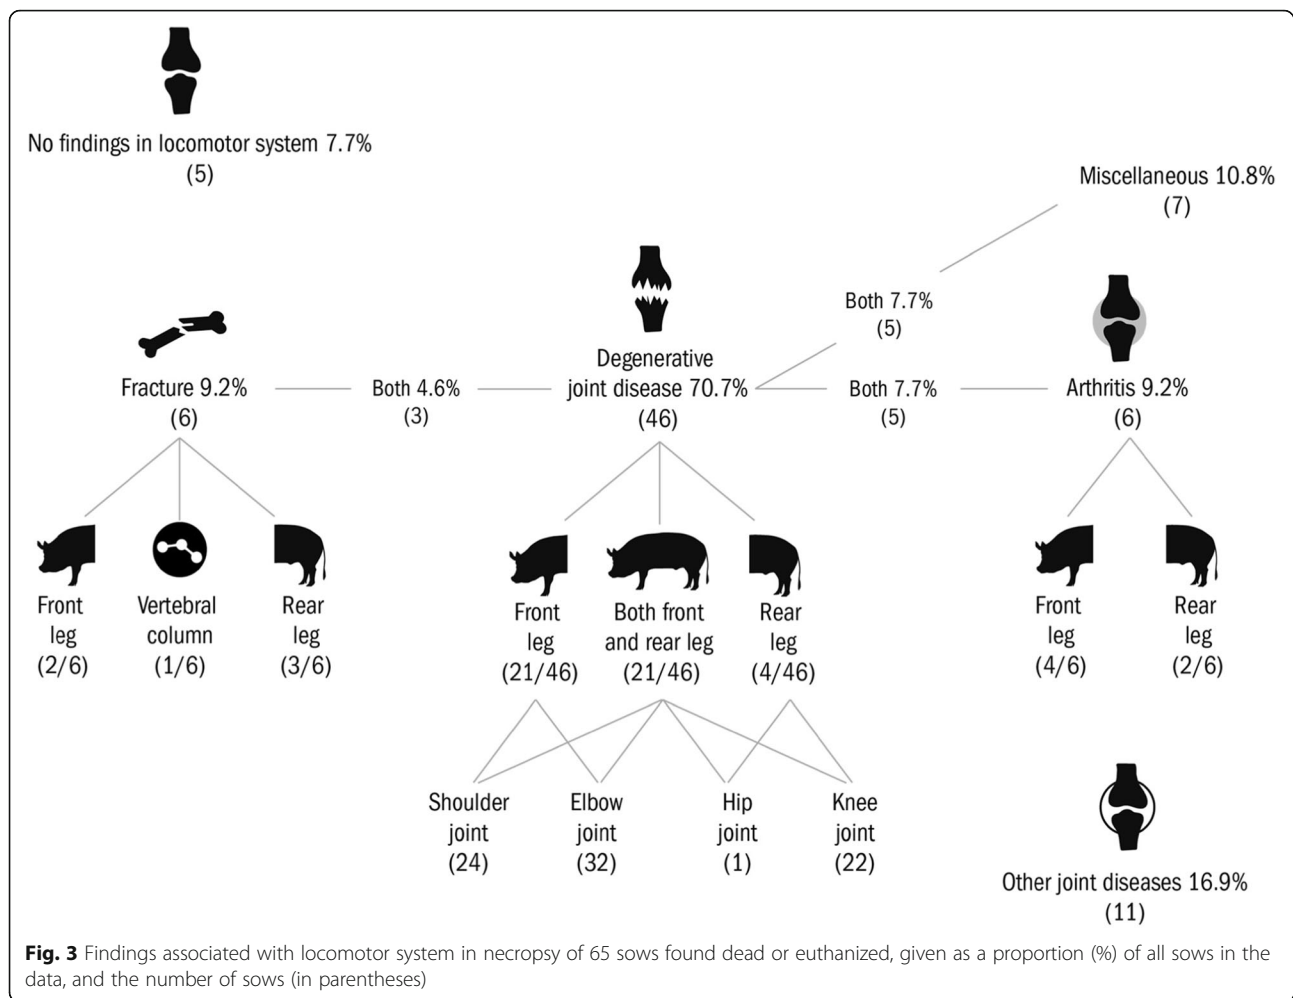 No findings in locomotor system 7.7%
(5)
Miscellaneous 10.8%
(7)
Both 7.7%
(5)
Fracture 9.2%
(6)
Both 4.6%
(3)
Degenerative
joint disease 70.7%
(46)
Both 7.7%
(5)
Arthritis 9.2%
(6)
Front
leg
(2/6)
Vertebral
column
(1/6)
Rear
leg
(3/6)
Front
leg
(21/46)
Both front
and rear leg
(21/46)
Rear
leg
(4/46)
Front
leg
(4/6)
Rear
leg
(2/6)
Shoulder
joint
(24)
Elbow
joint
(32)
Hip
joint
(1)
Knee
joint
(22)
Other joint diseases 16.9%
(11)
Fig. 3 Findings associated with locomotor system in necropsy of 65 sows found dead or euthanized, given as a proportion (%) of all sows in the
data, and the number of sows (in parentheses)